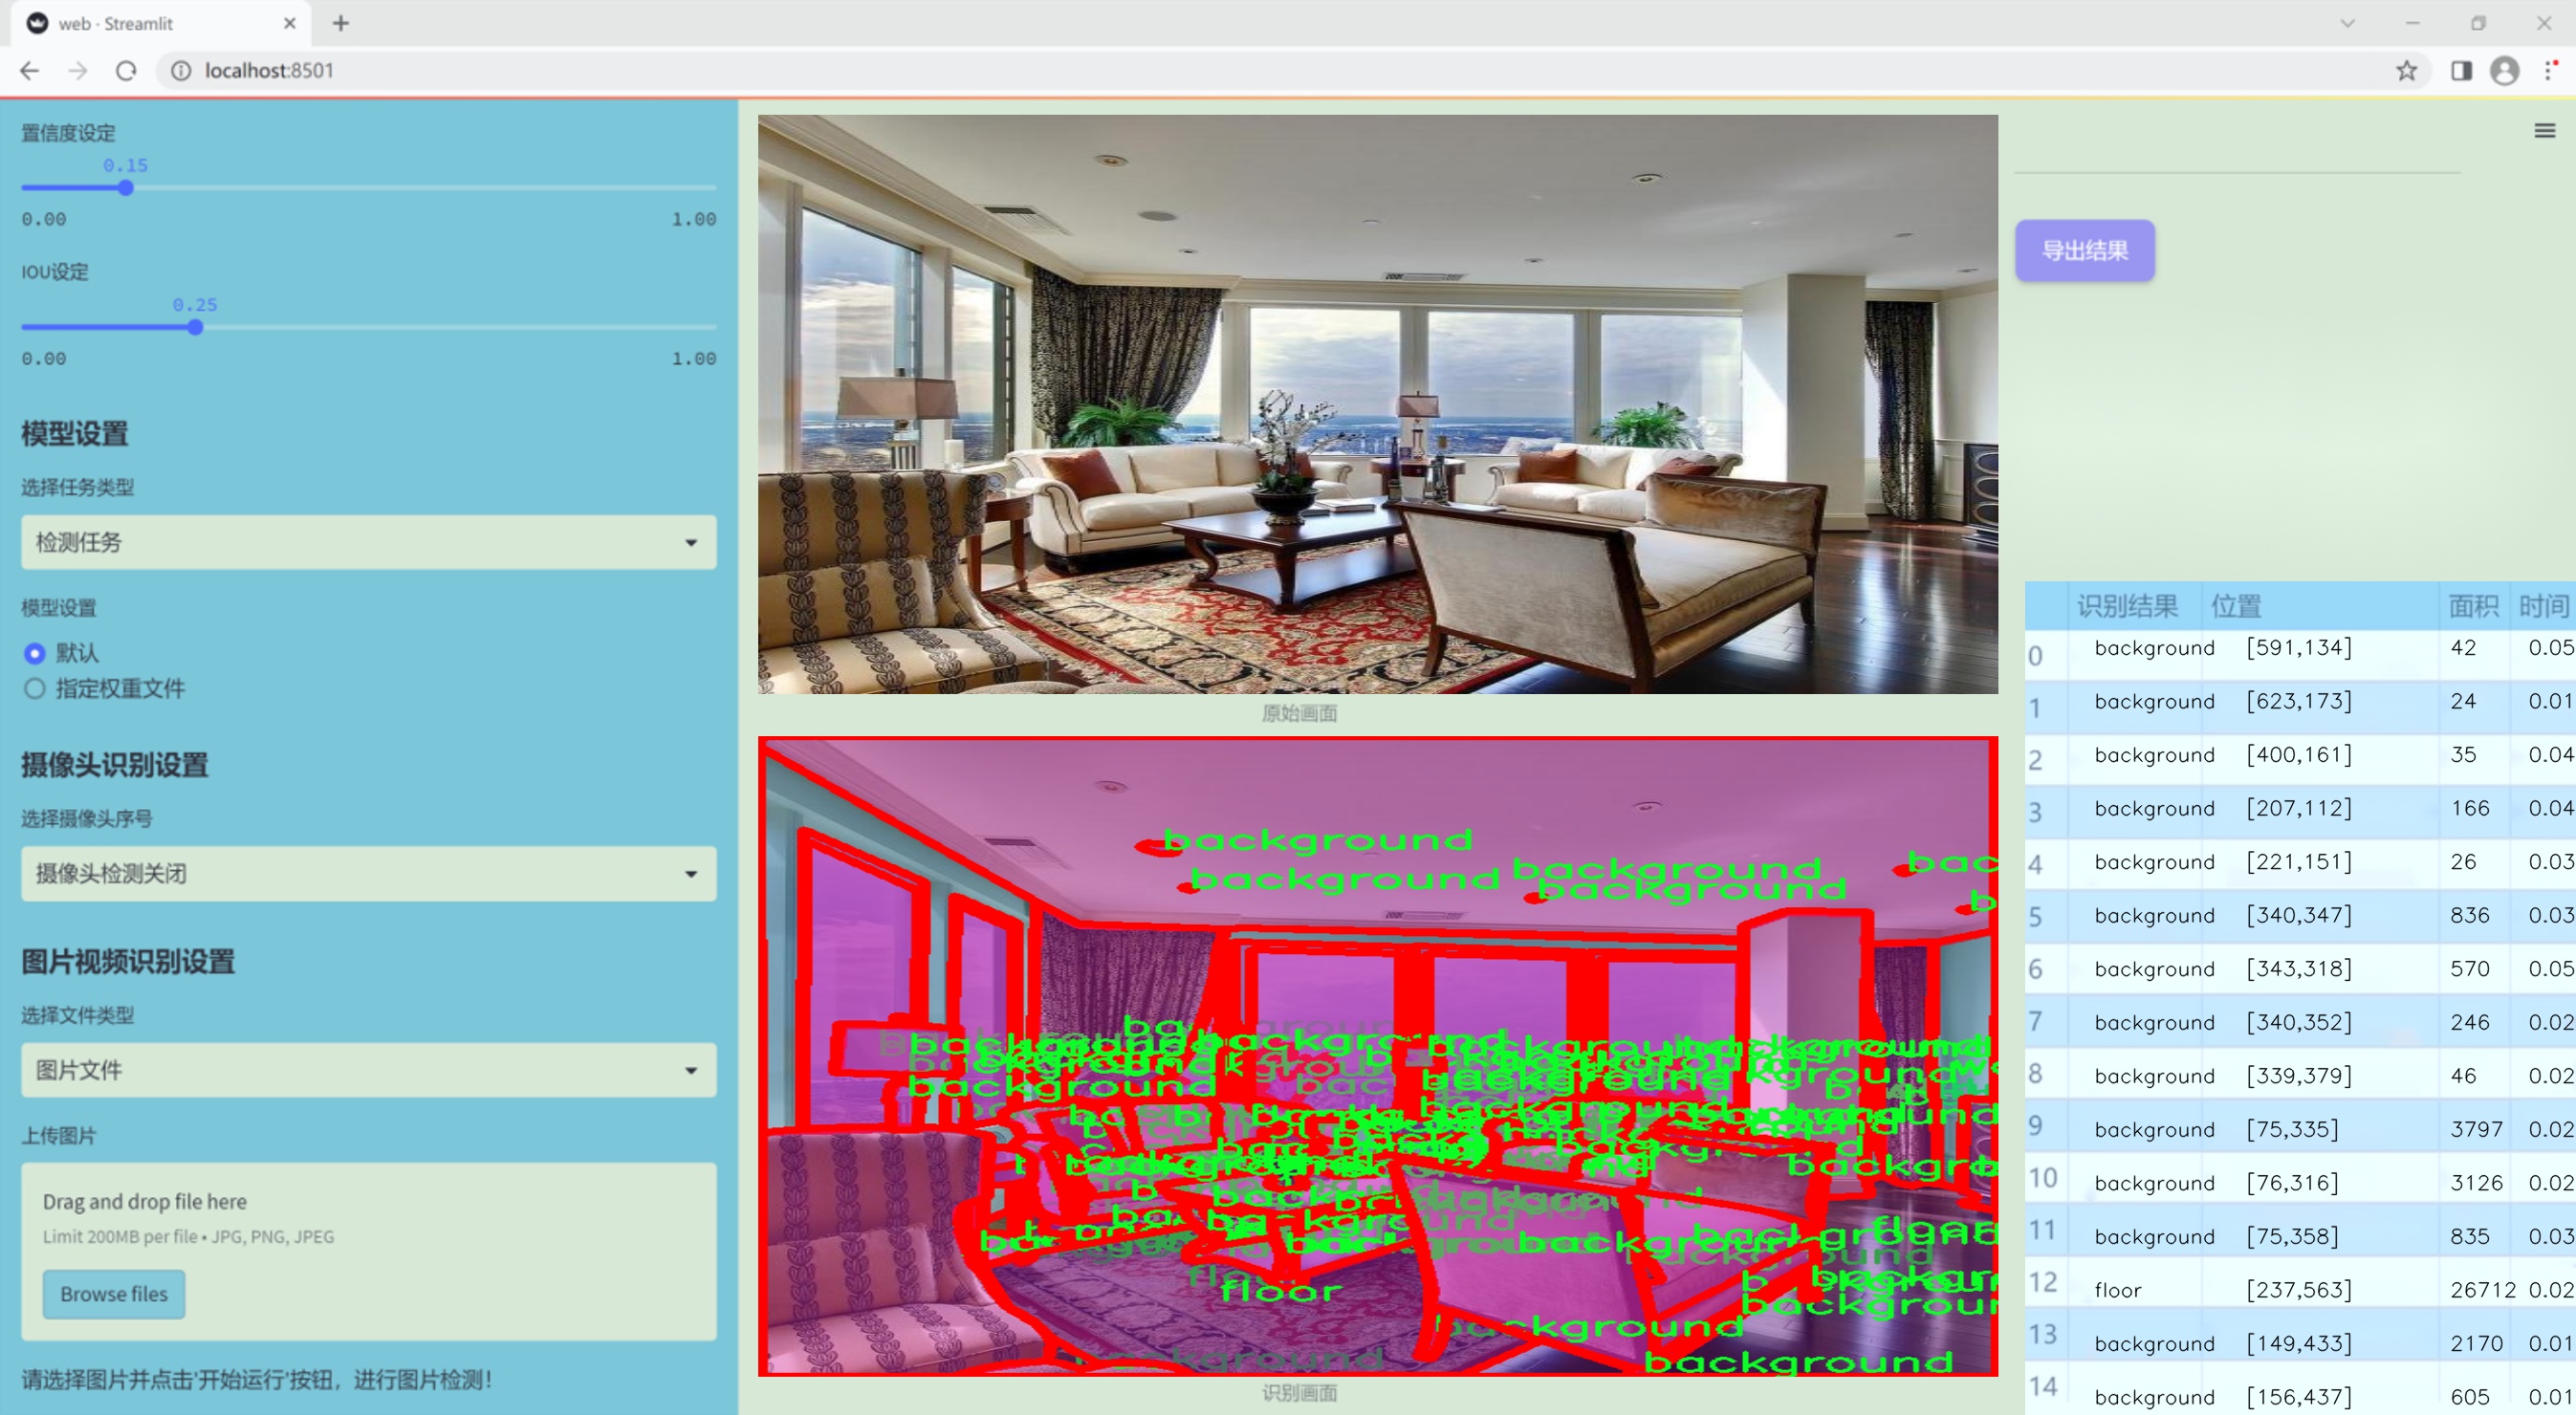 web · Streamlit
localhost:8501
置信度设定
0.15
0.00 1.00
IOU设定
0.25
0.00 1.00
模型设置
选择任务类型
检测任务
模型设置
默认
指定权重文件
摄像头识别设置
选择摄像头序号
摄像头检测关闭
图片视频识别设置
选择文件类型
图片文件
上传图片
Drag and drop file here
Limit 200MB per file • JPG, PNG, JPEG
Browse files
请选择图片并点击'开始运行'按钮，进行图片检测！
原始画面
background
background
background
background
background
floor
background
background
识别画面
导出结果
识别结果 位置 面积 时间
0 background [591,134] 42 0.05
1 background [623,173] 24 0.01
2 background [400,161] 35 0.04
3 background [207,112] 166 0.04
4 background [221,151] 26 0.03
5 background [340,347] 836 0.03
6 background [343,318] 570 0.05
7 background [340,352] 246 0.02
8 background [339,379] 46 0.02
9 background [75,335] 3797 0.02
10 background [76,316] 3126 0.02
11 background [75,358] 835 0.03
12 floor [237,563] 26712 0.02
13 background [149,433] 2170 0.01
14 background [156,437] 605 0.01